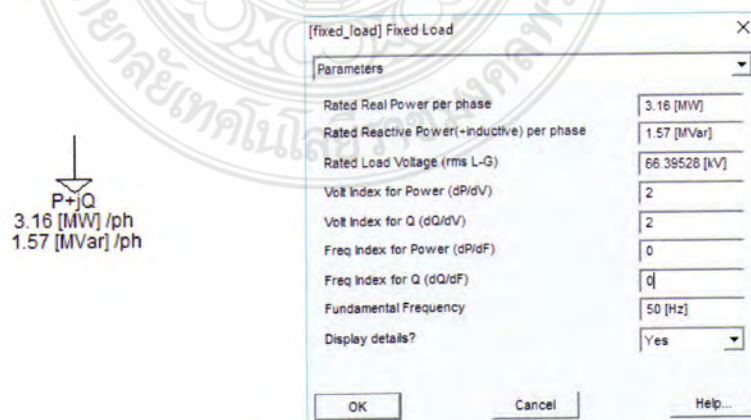 [fixed_load] Fixed Load
Parameters
Rated Real Power per phase 3.16 [MW]
Rated Reactive Power(+inductive) per phase 1.57 [MVar]
Rated Load Voltage (rms L-G) 66.39528 [kV]
Volt Index for Power (dP/dV) 2
Volt Index for Q (dQ/dV) 2
Freq Index for Power (dP/dF) 0
Freq Index for Q (dQ/dF) 0
Fundamental Frequency 50 [Hz]
Display details? Yes
OK Cancel Help...
P+jQ
3.16 [MW] /ph
1.57 [MVar] /ph